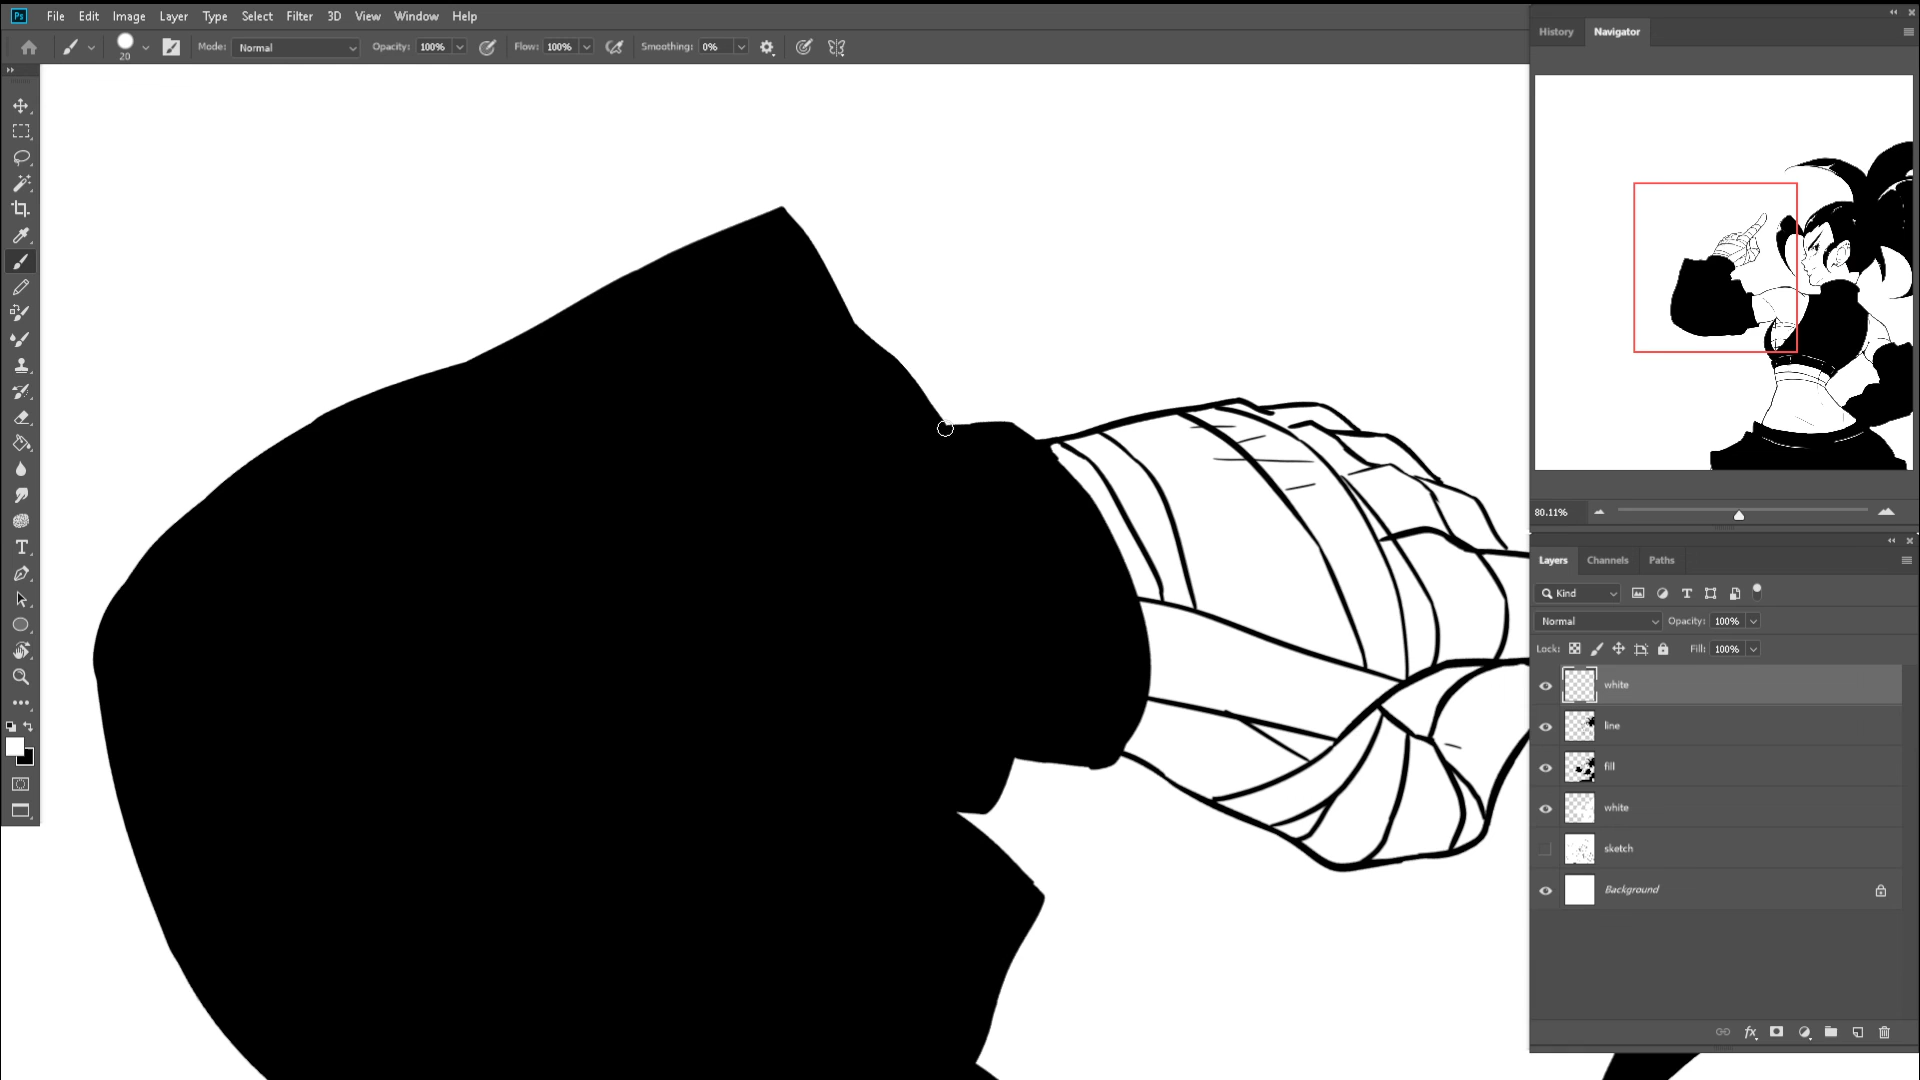 Ps File Edit Image Layer Type Select Filter 3D View Window Help
20 Mode: Normal Opacity: 100% Flow: 100% Smoothing: 0%
History Navigator
80.11%
Layers Channels Paths
Kind
Normal Opacity: 100%
Lock: Fill: 100%
white
line
fill
white
sketch
Background